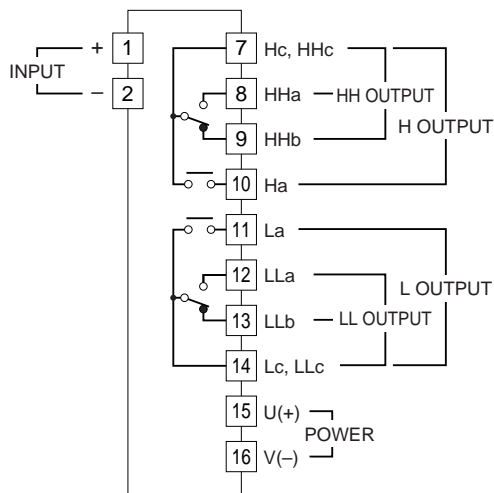 INPUT
+ 1
– 2
7 Hc, HHc
8 HHa
HH OUTPUT
9 HHb
H OUTPUT
10 Ha
11 La
12 LLa
L OUTPUT
13 LLb
LL OUTPUT
14 Lc, LLc
15 U(+)
POWER
16 V(–)